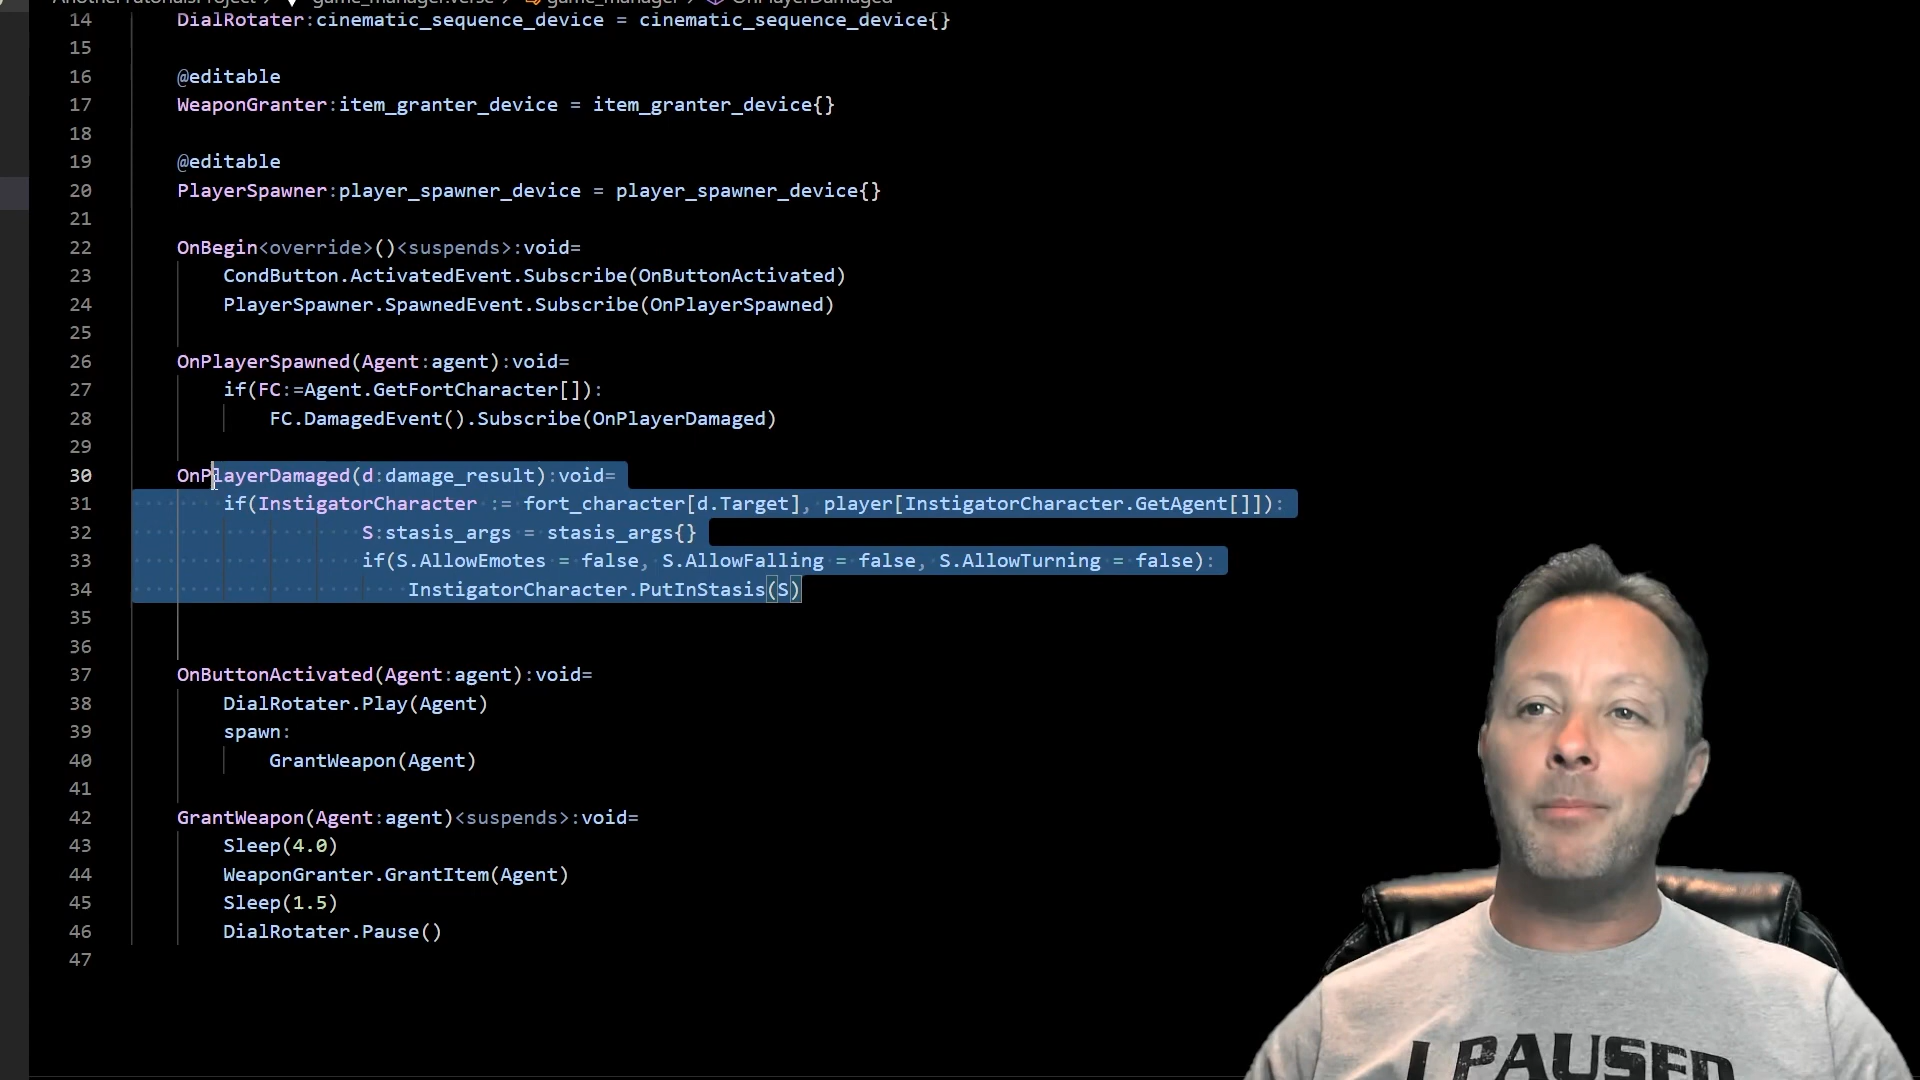 AnotherTutorialsProject > game_manager.verse > game_manager > OnPlayerDamaged
14 DialRotater:cinematic_sequence_device = cinematic_sequence_device{}
15
16 @editable
17 WeaponGranter:item_granter_device = item_granter_device{}
18
19 @editable
20 PlayerSpawner:player_spawner_device = player_spawner_device{}
21
22 OnBegin<override>()<suspends>:void=
23 CondButton.ActivatedEvent.Subscribe(OnButtonActivated)
24 PlayerSpawner.SpawnedEvent.Subscribe(OnPlayerSpawned)
25
26 OnPlayerSpawned(Agent:agent):void=
27 if(FC:=Agent.GetFortCharacter[]):
28 FC.DamagedEvent().Subscribe(OnPlayerDamaged)
29
30 OnPlayerDamaged(d:damage_result):void=
31 if(InstigatorCharacter := fort_character[d.Target], player[InstigatorCharacter.GetAgent[]]):
32 S:stasis_args = stasis_args{}
33 if(S.AllowEmotes = false, S.AllowFalling = false, S.AllowTurning = false):
34 InstigatorCharacter.PutInStasis(S)
35
36
37 OnButtonActivated(Agent:agent):void=
38 DialRotater.Play(Agent)
39 spawn:
40 GrantWeapon(Agent)
41
42 GrantWeapon(Agent:agent)<suspends>:void=
43 Sleep(4.0)
44 WeaponGranter.GrantItem(Agent)
45 Sleep(1.5)
46 DialRotater.Pause()
47
I PAUSED